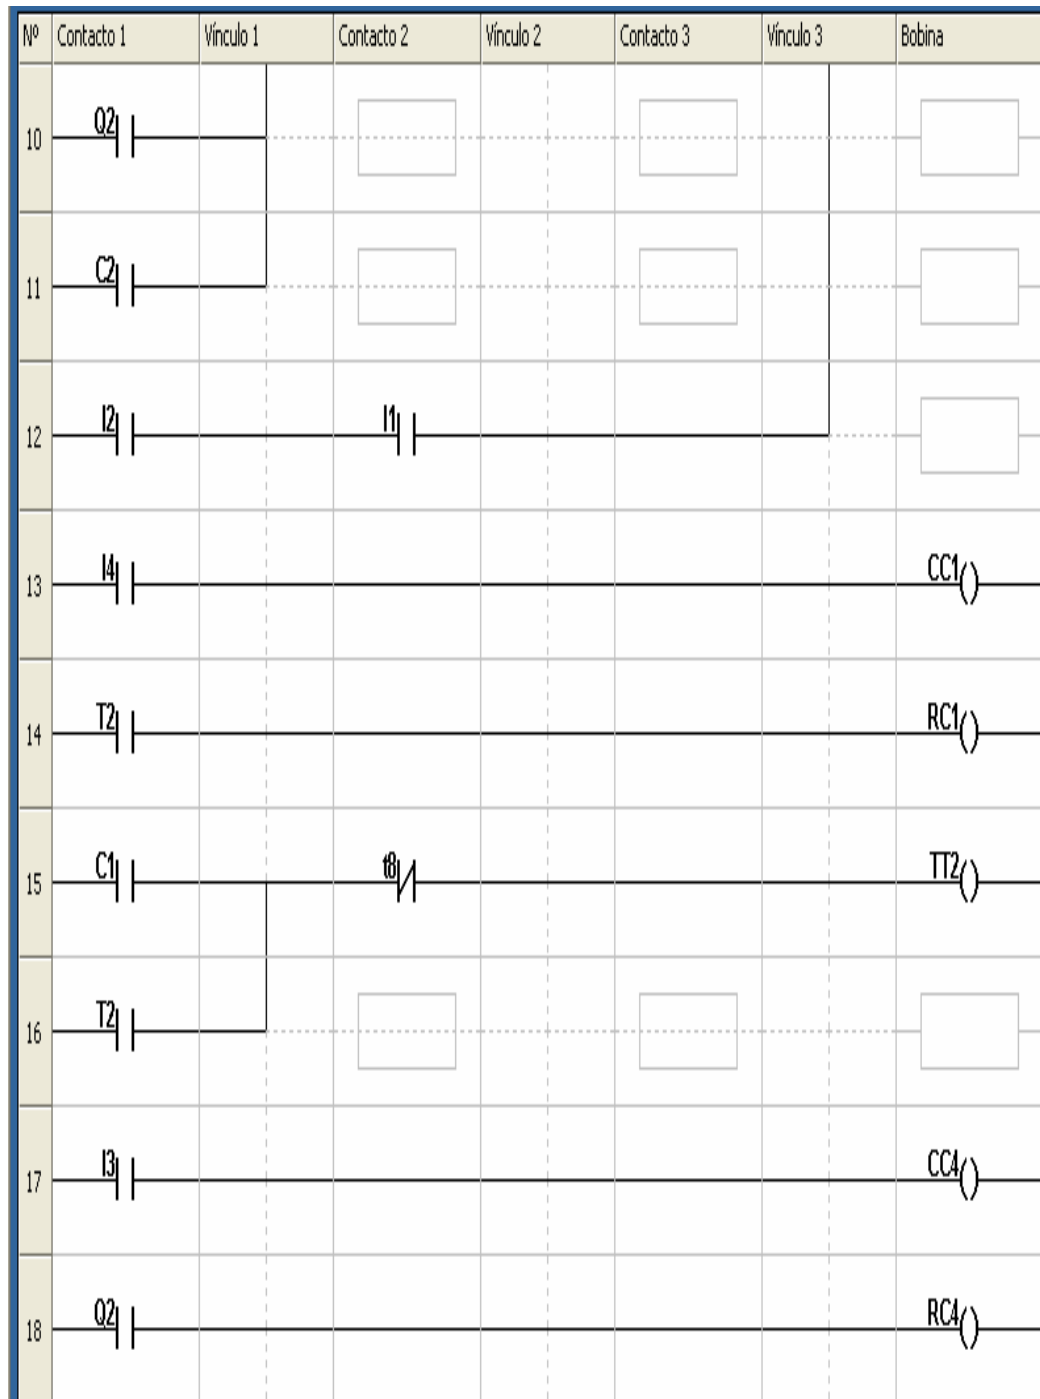 Nº Contacto 1 Vínculo 1 Contacto 2 Vínculo 2 Contacto 3 Vínculo 3 Bobina
10 Q2
11 C2
12 I2 I1
13 I4 CC1
14 T2 RC1
15 C1 t8 TT2
16 T2
17 I3 CC4
18 Q2 RC4